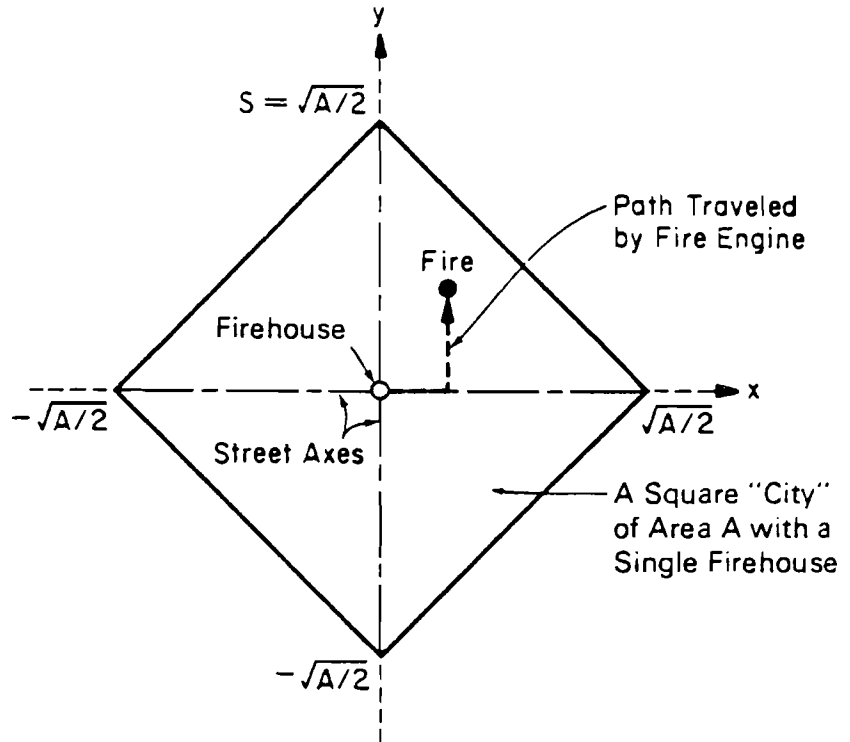 y
S = √A/2
Path Traveled
by Fire Engine
Fire
Firehouse
x
-√A/2
√A/2
Street Axes
A Square "City"
of Area A with a
Single Firehouse
-√A/2